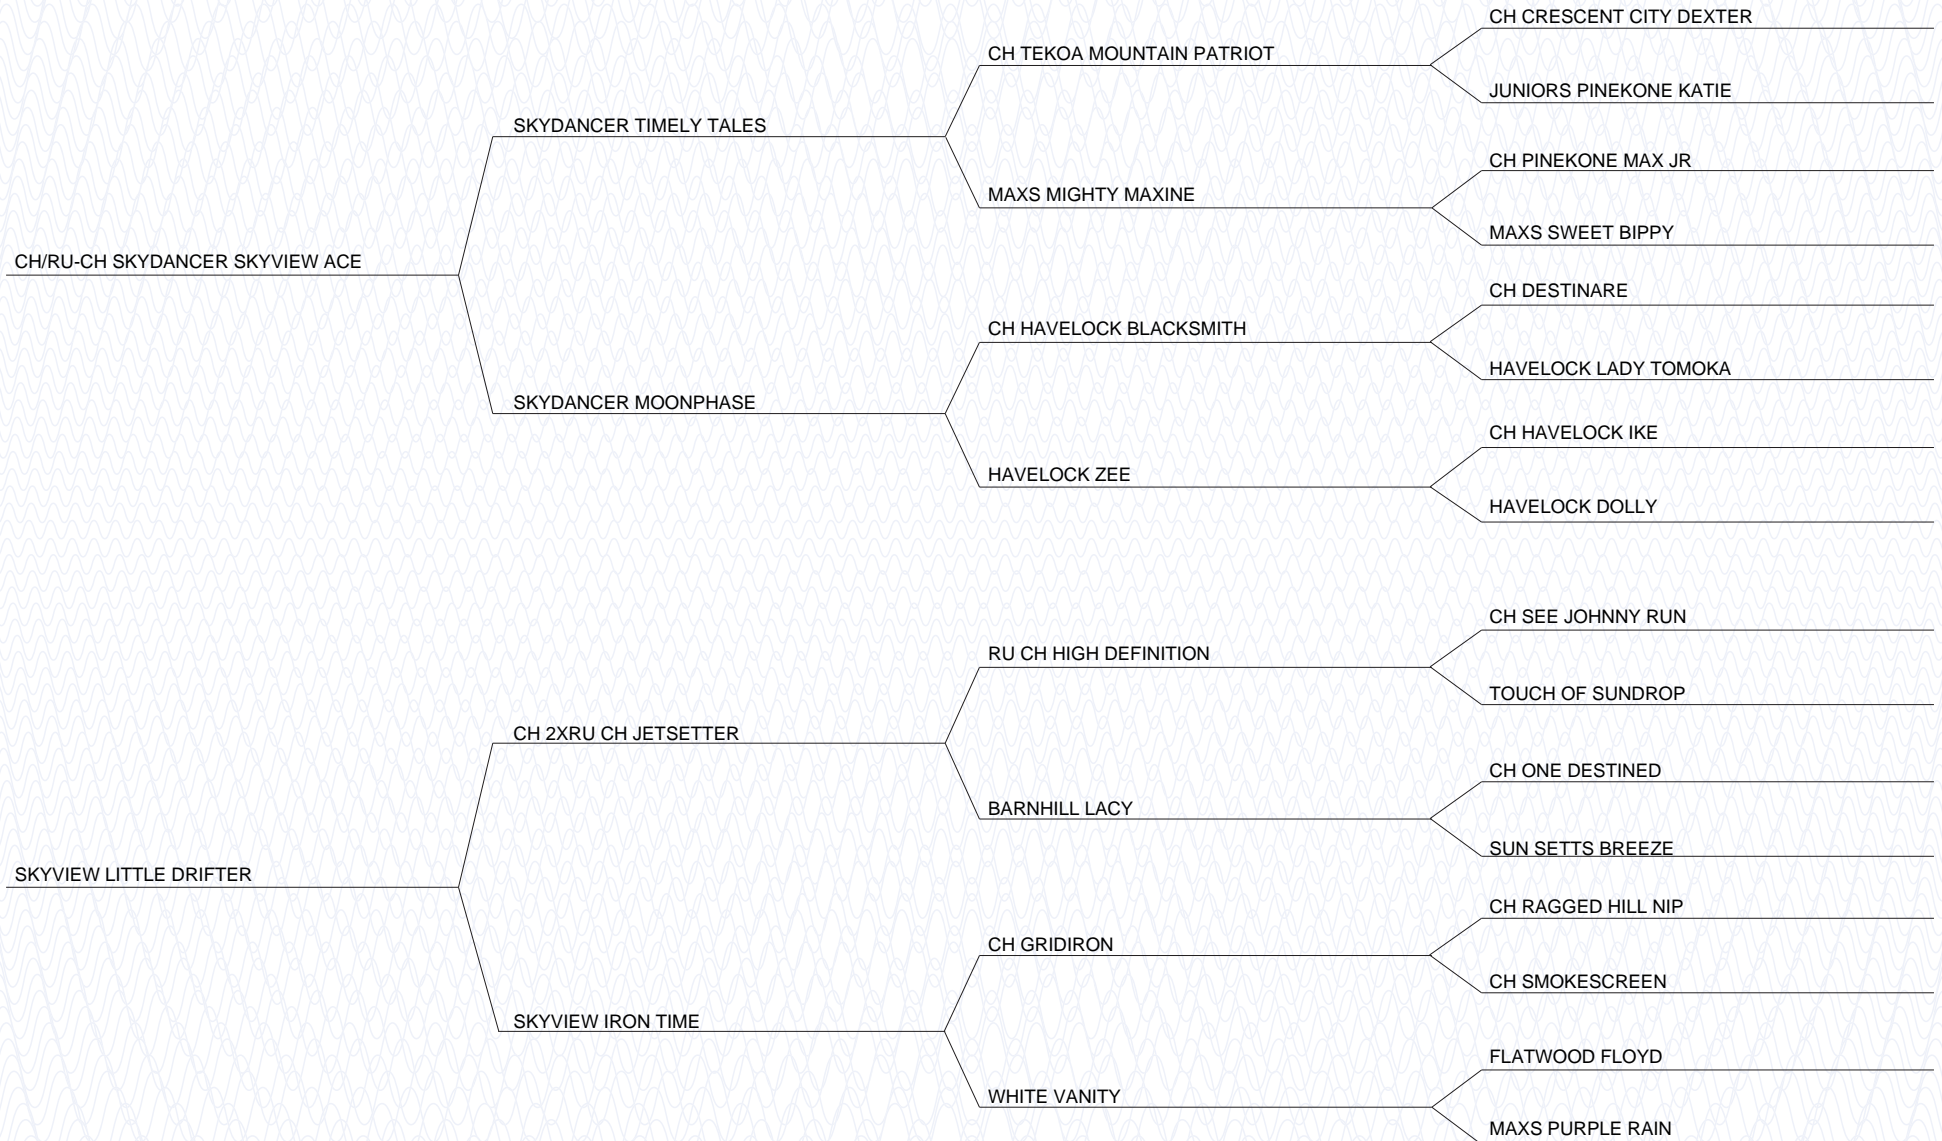 CH CRESCENT CITY DEXTER
CH TEKOA MOUNTAIN PATRIOT
JUNIORS PINEKONE KATIE
SKYDANCER TIMELY TALES
CH PINEKONE MAX JR
MAXS MIGHTY MAXINE
MAXS SWEET BIPPY
CH/RU-CH SKYDANCER SKYVIEW ACE
CH DESTINARE
CH HAVELOCK BLACKSMITH
HAVELOCK LADY TOMOKA
SKYDANCER MOONPHASE
CH HAVELOCK IKE
HAVELOCK ZEE
HAVELOCK DOLLY
CH SEE JOHNNY RUN
RU CH HIGH DEFINITION
TOUCH OF SUNDROP
CH 2XRU CH JETSETTER
CH ONE DESTINED
BARNHILL LACY
SUN SETTS BREEZE
SKYVIEW LITTLE DRIFTER
CH RAGGED HILL NIP
CH GRIDIRON
CH SMOKESCREEN
SKYVIEW IRON TIME
FLATWOOD FLOYD
WHITE VANITY
MAXS PURPLE RAIN